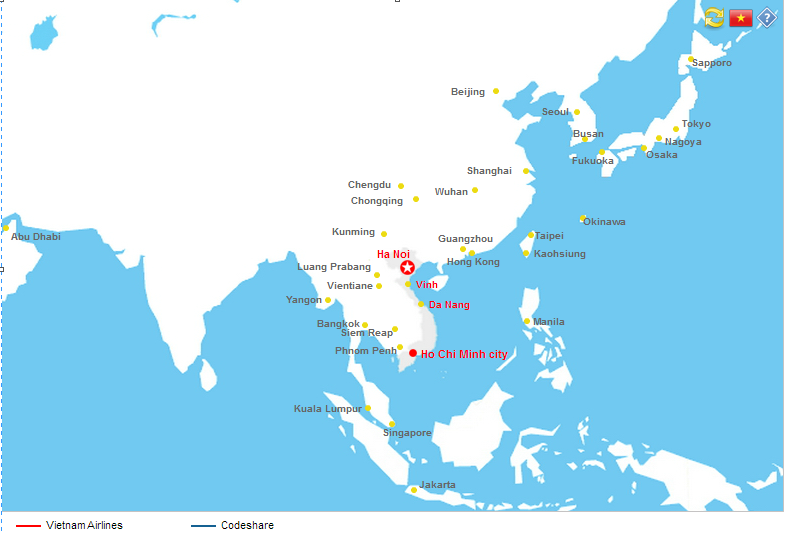 Sapporo
Beijing
Seoul
Tokyo
Busan
Nagoya
Osaka
Fukuoka
Shanghai
Chengdu
Wuhan
Chongqing
Okinawa
Kunming
Abu Dhabi
Guangzhou
Taipei
Ha Noi
Kaohsiung
Hong Kong
Luang Prabang
Vientiane
Vinh
Yangon
Da Nang
Bangkok
Manila
Siem Reap
Phnom Penh
Ho Chi Minh city
Kuala Lumpur
Singapore
Jakarta
Vietnam Airlines
Codeshare
?